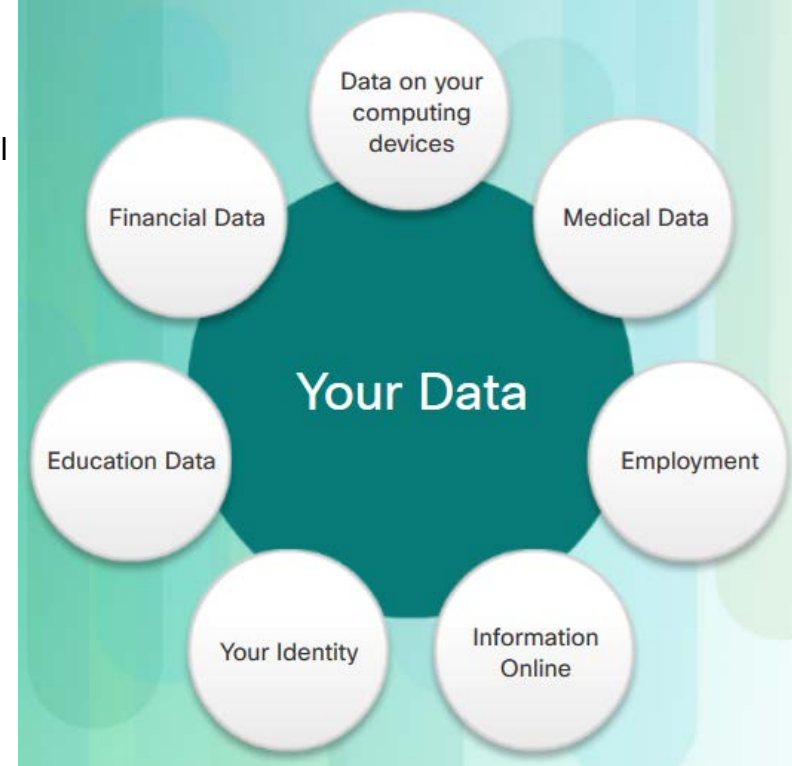 Data on your
computing
devices
l
Financial Data
Medical Data
Your Data
Education Data
Employment
Your Identity
Information
Online